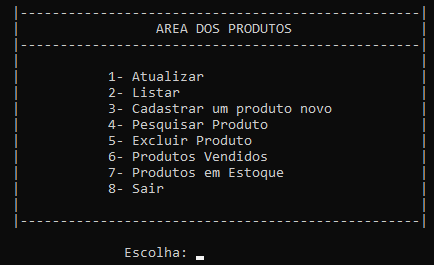 AREA DOS PRODUTOS
1- Atualizar
2- Listar
3- Cadastrar um produto novo
4- Pesquisar Produto
5- Excluir Produto
6- Produtos Vendidos
7- Produtos em Estoque
8- Sair
Escolha: